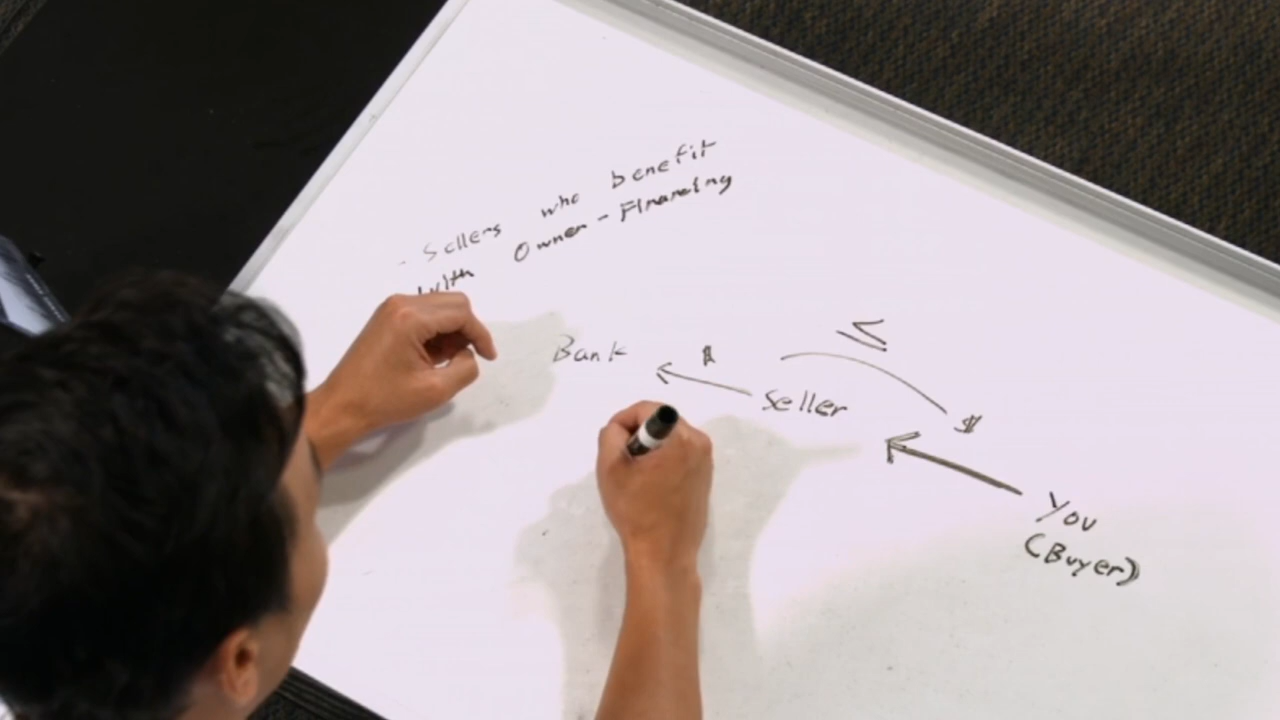 - Sellers who benefit
with Owner-Financing
Bank $ Seller ≤ $
You
(Buyer)